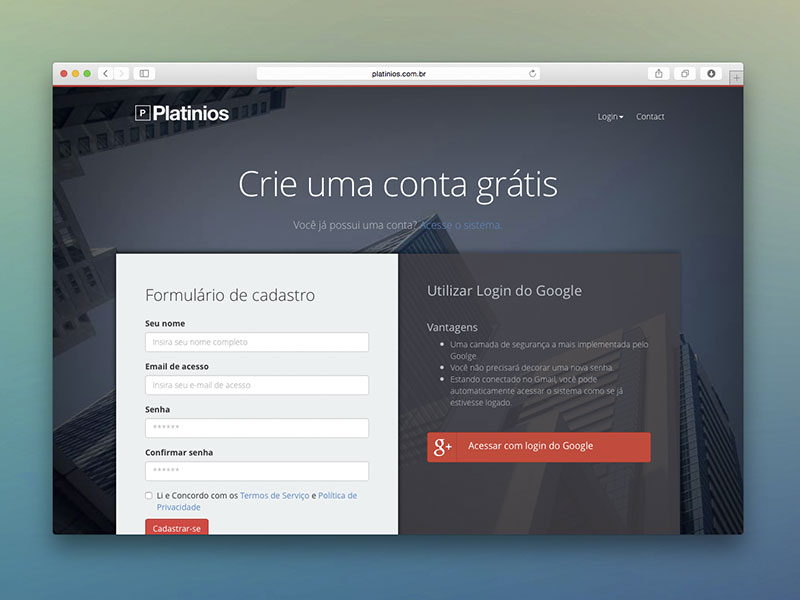 platinios.com.br
P Platinios
Login Contact
Crie uma conta grátis
Você já possui uma conta? Acesse o sistema.
Formulário de cadastro
Seu nome
Insira seu nome completo
Email de acesso
Insira seu e-mail de acesso
Senha
******
Confirmar senha
******
Li e Concordo com os Termos de Serviço e Política de
Privacidade
Cadastrar-se
Utilizar Login do Google
Vantagens
Uma camada de segurança a mais implementada pelo
Goolge.
Você não precisará decorar uma nova senha.
Estando conectado no Gmail, você pode
automaticamente acessar o sistema como se já
estivesse logado.
g+ Acessar com login do Google